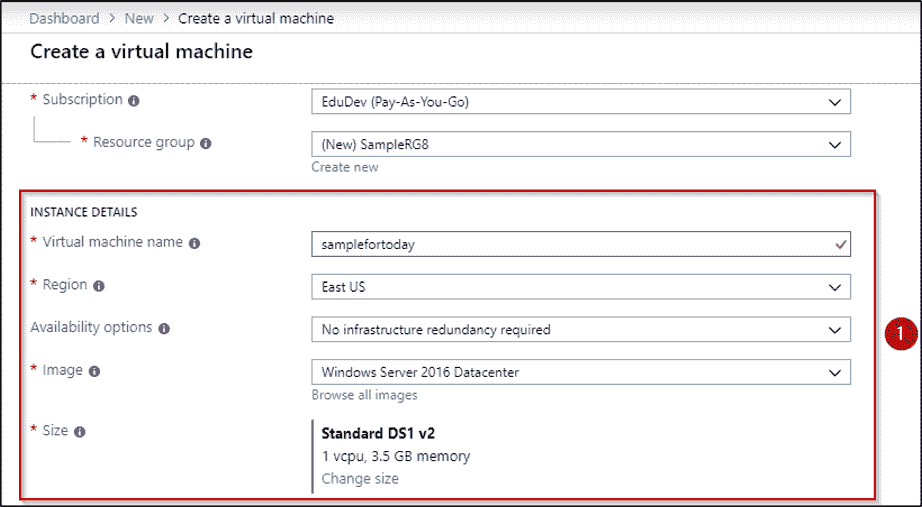 Dashboard > New > Create a virtual machine
Create a virtual machine
* Subscription EduDev (Pay-As-You-Go)
* Resource group (New) SampleRG8
Create new
INSTANCE DETAILS
* Virtual machine name samplefortoday
* Region East US
Availability options No infrastructure redundancy required
* Image Windows Server 2016 Datacenter
Browse all images
* Size Standard DS1 v2
1 vcpu, 3.5 GB memory
Change size
1